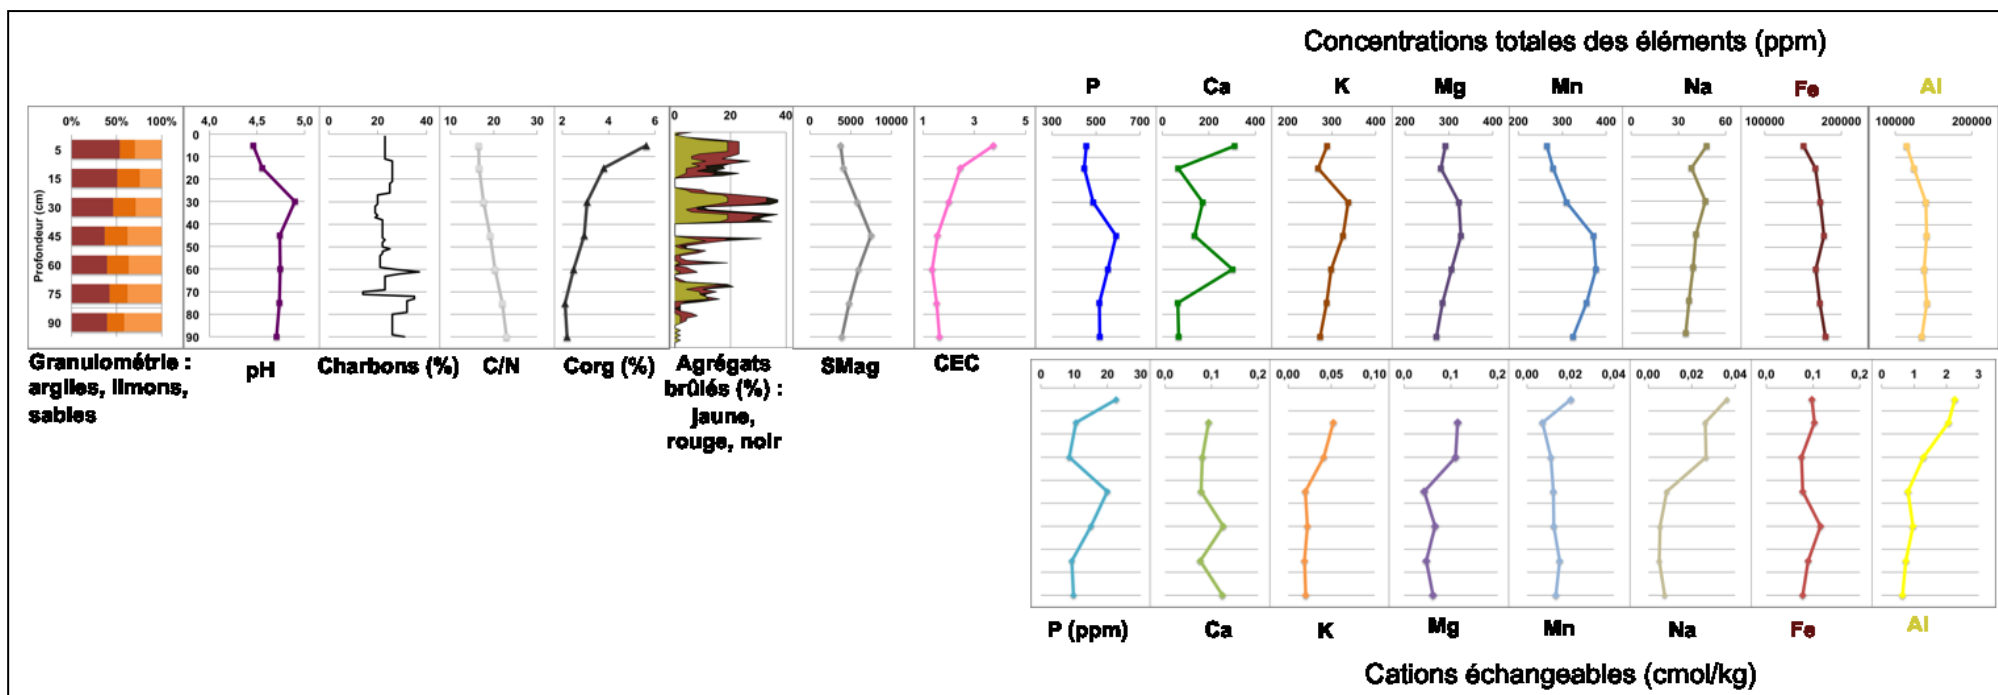 Concentrations totales des éléments (ppm)
P Ca K Mg Mn Na Fe Al
0% 50% 100% 4,0 4,5 5,0 0 20 40 10 20 30 2 4 6 0 20 40 0 5000 10000 1 3 5 300 500 700 0 200 400 200 300 400 200 300 400 200 300 400 0 30 60 100000 200000 100000 200000
Profondeur (cm)
5
15
30
45
60
75
90
0
10
20
30
40
50
60
70
80
90
Granulométrie :
argiles, limons,
sables
pH
Charbons (%)
C/N
Corg (%)
Agrégats
brûlés (%) :
jaune,
rouge, noir
SMag
CEC
0 10 20 30 0,0 0,1 0,2 0,00 0,05 0,10 0,0 0,1 0,2 0,00 0,02 0,04 0,00 0,02 0,04 0,0 0,1 0,2 0 1 2 3
P (ppm) Ca K Mg Mn Na Fe Al
Cations échangeables (cmol/kg)